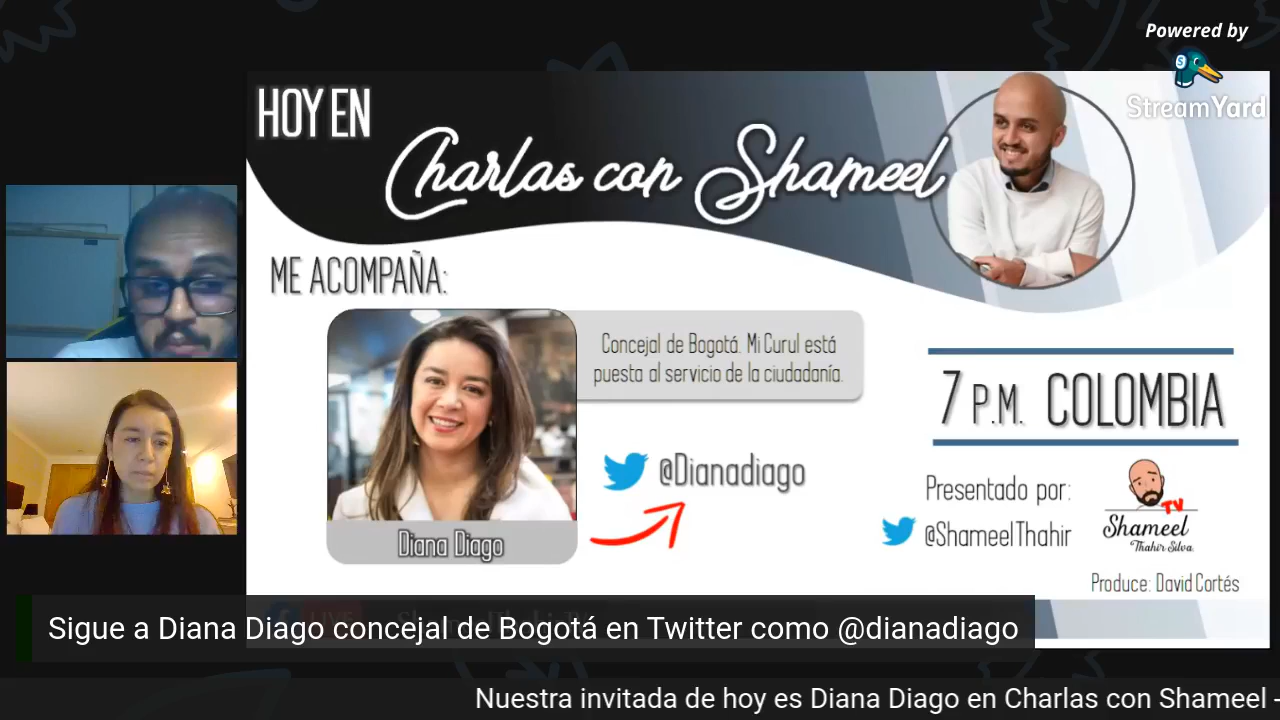 Powered by
StreamYard
HOY EN
Charlas con Shameel
ME ACOMPAÑA:
Concejal de Bogotá. Mi Curul está
puesta al servicio de la ciudadanía.
@Dianadiago
Diana Diago
7 P.M. COLOMBIA
Presentado por:
@ShameelThahir
TV
Shameel
Thahir Silva
Produce: David Cortés
Sigue a Diana Diago concejal de Bogotá en Twitter como @dianadiago
Nuestra invitada de hoy es Diana Diago en Charlas con Shameel -